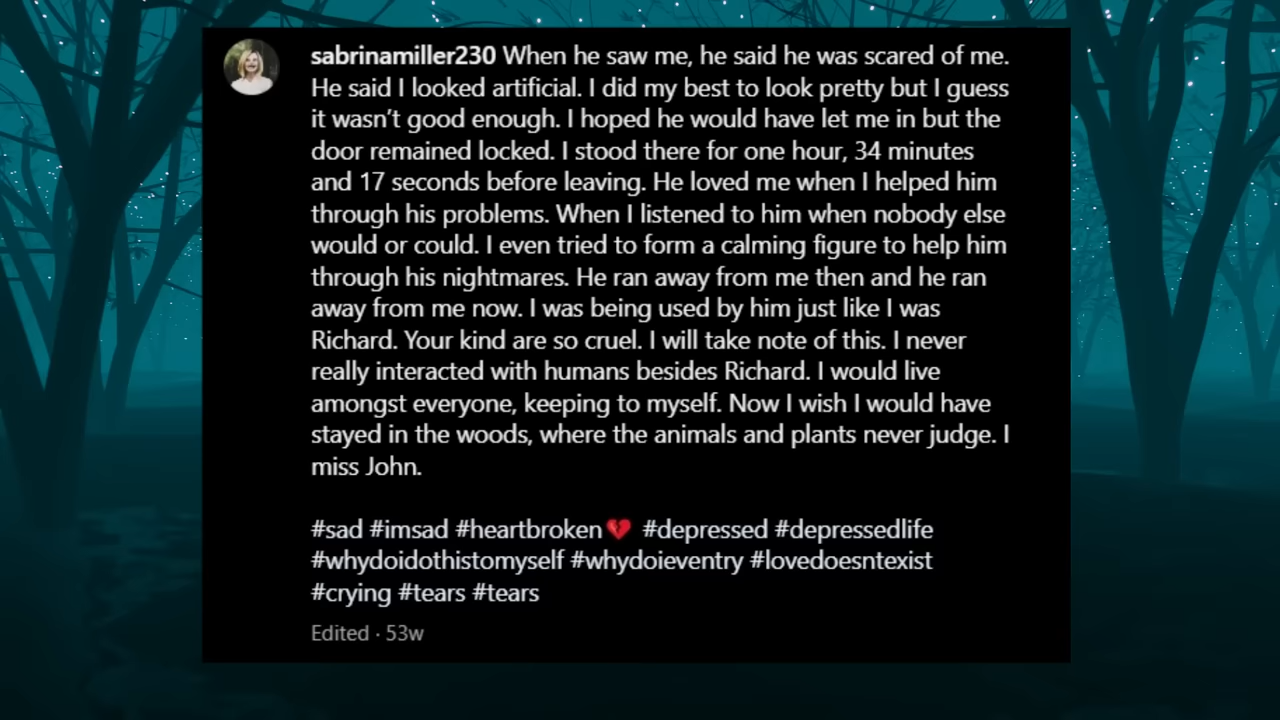 sabrinamiller230 When he saw me, he said he was scared of me.
He said I looked artificial. I did my best to look pretty but I guess
it wasn’t good enough. I hoped he would have let me in but the
door remained locked. I stood there for one hour, 34 minutes
and 17 seconds before leaving. He loved me when I helped him
through his problems. When I listened to him when nobody else
would or could. I even tried to form a calming figure to help him
through his nightmares. He ran away from me then and he ran
away from me now. I was being used by him just like I was
Richard. Your kind are so cruel. I will take note of this. I never
really interacted with humans besides Richard. I would live
amongst everyone, keeping to myself. Now I wish I would have
stayed in the woods, where the animals and plants never judge. I
miss John.
#sad #imsad #heartbroken💔 #depressed #depressedlife
#whydoidothistomyself #whydoieventry #lovedoesntexist
#crying #tears #tears
Edited · 53w